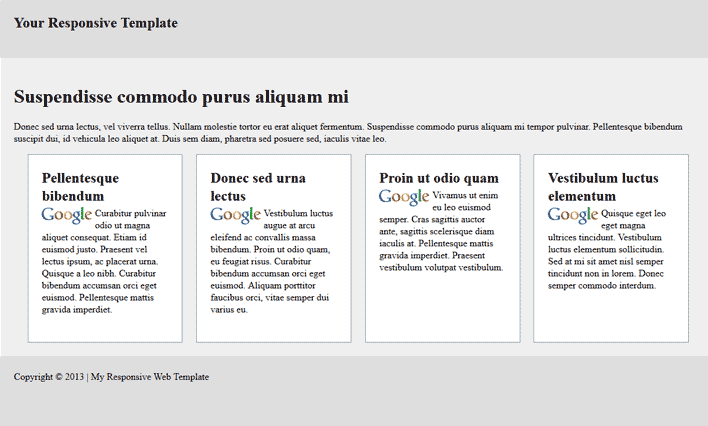 Your Responsive Template
Suspendisse commodo purus aliquam mi
Donec sed urna lectus, vel viverra tellus. Nullam molestie tortor eu erat aliquet fermentum. Suspendisse commodo purus aliquam mi tempor pulvinar. Pellentesque bibendum
suscipit dui, id vehicula leo aliquet at. Duis sem diam, pharetra sed posuere sed, iaculis vitae leo.
Pellentesque
bibendum
Google Curabitur pulvinar
odio ut magna
aliquet consequat. Etiam id
euismod justo. Praesent vel
lectus ipsum, ac placerat urna.
Quisque a leo nibh. Curabitur
bibendum accumsan orci eget
euismod. Pellentesque mattis
gravida imperdiet.
Donec sed urna
lectus
Google Vestibulum luctus
augue at arcu
eleifend ac convallis massa
bibendum. Proin ut odio quam,
eu feugiat risus. Curabitur
bibendum accumsan orci eget
euismod. Aliquam porttitor
faucibus orci, vitae semper dui
varius eu.
Proin ut odio quam
Google Vivamus ut enim
eu leo euismod
semper. Cras sagittis auctor
ante, sagittis scelerisque diam
iaculis at. Pellentesque mattis
gravida imperdiet. Praesent
vestibulum volutpat vestibulum.
Vestibulum luctus
elementum
Google Quisque eget leo
eget magna
ultrices tincidunt. Vestibulum
luctus elementum sollicitudin.
Sed at mi sit amet nisl semper
tincidunt non in lorem. Donec
semper commodo interdum.
Copyright © 2013 | My Responsive Web Template